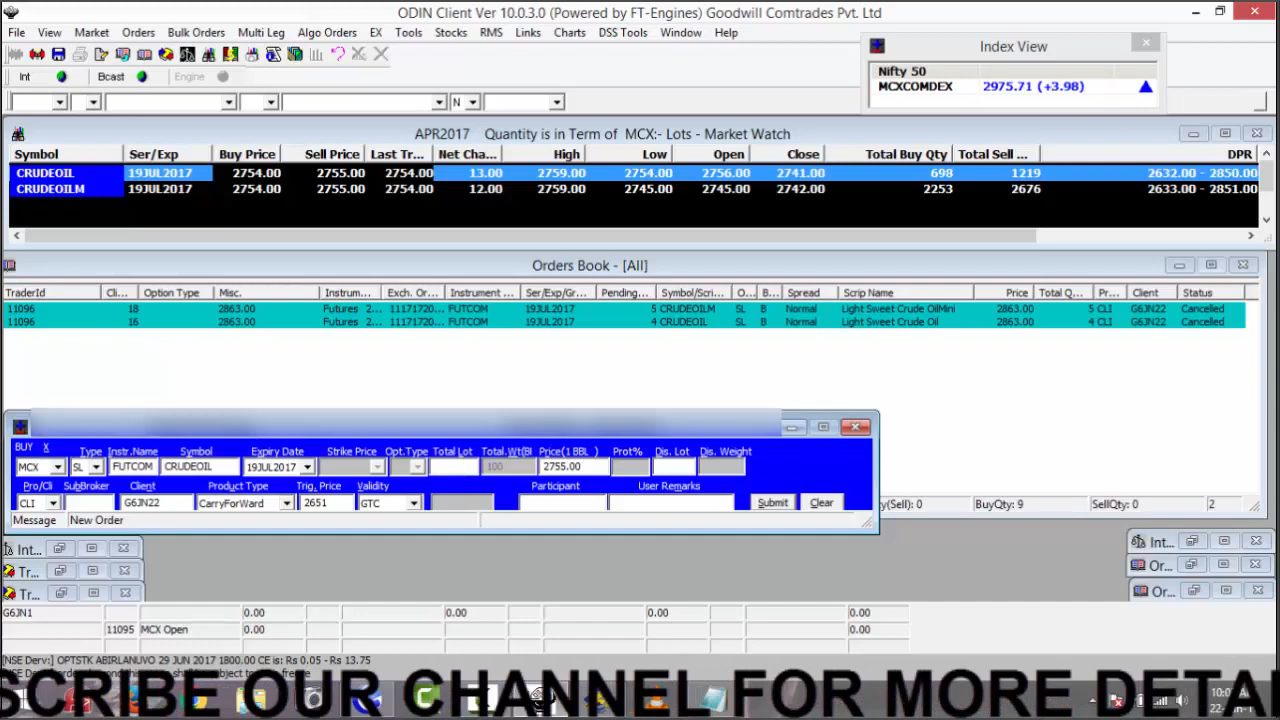 ODIN Client Ver 10.0.3.0 (Powered by FT-Engines) Goodwill Comtrades Pvt. Ltd
File View Market Orders Bulk Orders Multi Leg Algo Orders EX Tools Stocks RMS Links Charts DSS Tools Window Help
Index View
Int Bcast Engine
Nifty 50
MCXCOMDEX 2975.71 (+3.98)
N
APR2017 Quantity is in Term of MCX:- Lots - Market Watch
Symbol Ser/Exp Buy Price Sell Price Last Tr... Net Cha... High Low Open Close Total Buy Qty Total Sell ... DPR
CRUDEOIL 19JUL2017 2754.00 2755.00 2754.00 13.00 2759.00 2754.00 2756.00 2741.00 698 1219 2632.00 - 2850.00
CRUDEOILM 19JUL2017 2754.00 2755.00 2754.00 12.00 2759.00 2745.00 2745.00 2742.00 2253 2676 2633.00 - 2851.00
Orders Book - [All]
TraderId Cli... Option Type Misc. Instrum... Exch. Or... Instrument ... Ser/Exp/Gr... Pending... Symbol/Scri... O... B... Spread Scrip Name Price Total Q... Pr... Client Status
11096 18 2863.00 Futures 2... 11171720... FUTCOM 19JUL2017 5 CRUDEOILM SL B Normal Light Sweet Crude OilMini 2863.00 5 CLI G6JN22 Cancelled
11096 16 2863.00 Futures 2... 11171720... FUTCOM 19JUL2017 4 CRUDEOIL SL B Normal Light Sweet Crude Oil 2863.00 4 CLI G6JN22 Cancelled
BUY X Type Instr.Name Symbol Expiry Date Strike Price Opt.Type Total Lot Total.Wt(Bl Price(1 BBL ) Prot% Dis. Lot Dis. Weight
MCX SL FUTCOM CRUDEOIL 19JUL2017 100 2755.00
Pro/Cli SubBroker Client Product Type Trig. Price Validity Participant User Remarks
CLI G6JN22 CarryForWard 2651 GTC Submit Clear
y(Sell): 0 BuyQty: 9 SellQty: 0 2
Message New Order
Int... Int...
Tr... Or...
Tr... Or...
G6JN1 0.00 0.00 0.00 0.00
11095 MCX Open 0.00 0.00
[NSE Derv:] OPTSTK ABIRLANUVO 29 JUN 2017 1800.00 CE is: Rs 0.05 - Rs 13.75
SCRIBE OUR CHANNEL FOR MORE DETAI